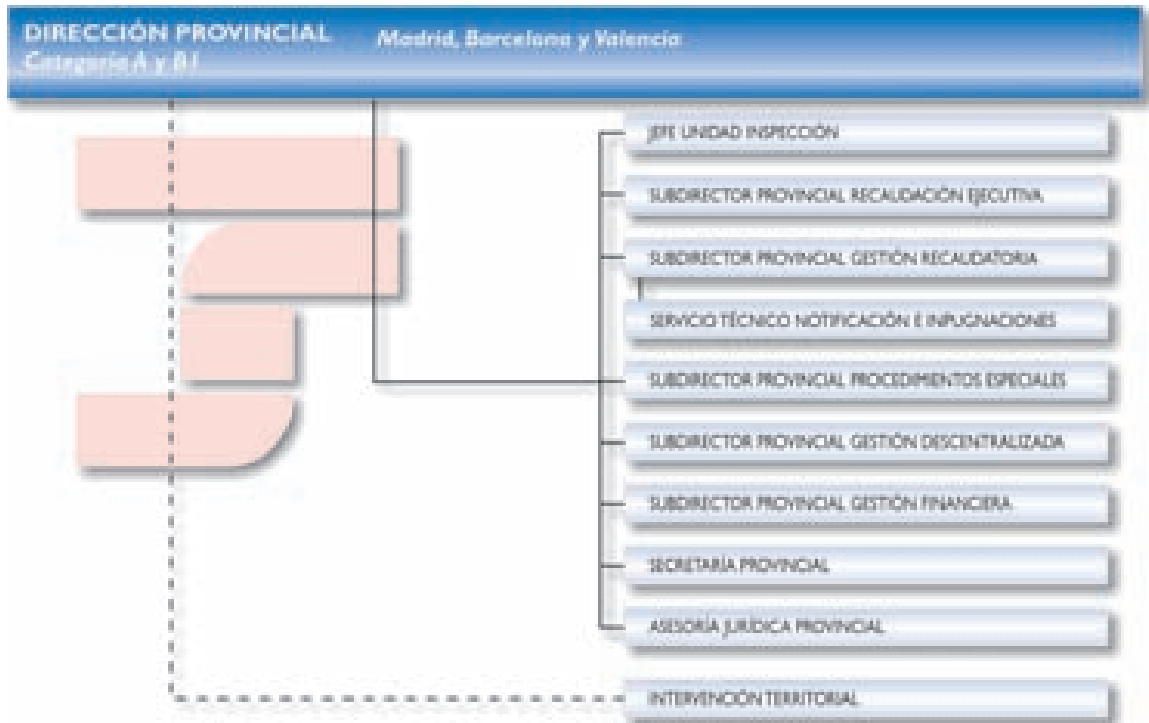 DIRECCIÓN PROVINCIAL Madrid, Barcelona y Valencia
Categoría A y B1
JEFE UNIDAD INSPECCIÓN
SUBDIRECTOR PROVINCIAL RECAUDACIÓN EJECUTIVA
SUBDIRECTOR PROVINCIAL GESTIÓN RECAUDATORIA
SERVICIO TÉCNICO NOTIFICACIÓN E INPUGNACIONES
SUBDIRECTOR PROVINCIAL PROCEDIMIENTOS ESPECIALES
SUBDIRECTOR PROVINCIAL GESTIÓN DESCENTRALIZADA
SUBDIRECTOR PROVINCIAL GESTIÓN FINANCIERA
SECRETARÍA PROVINCIAL
ASESORÍA JURÍDICA PROVINCIAL
INTERVENCIÓN TERRITORIAL